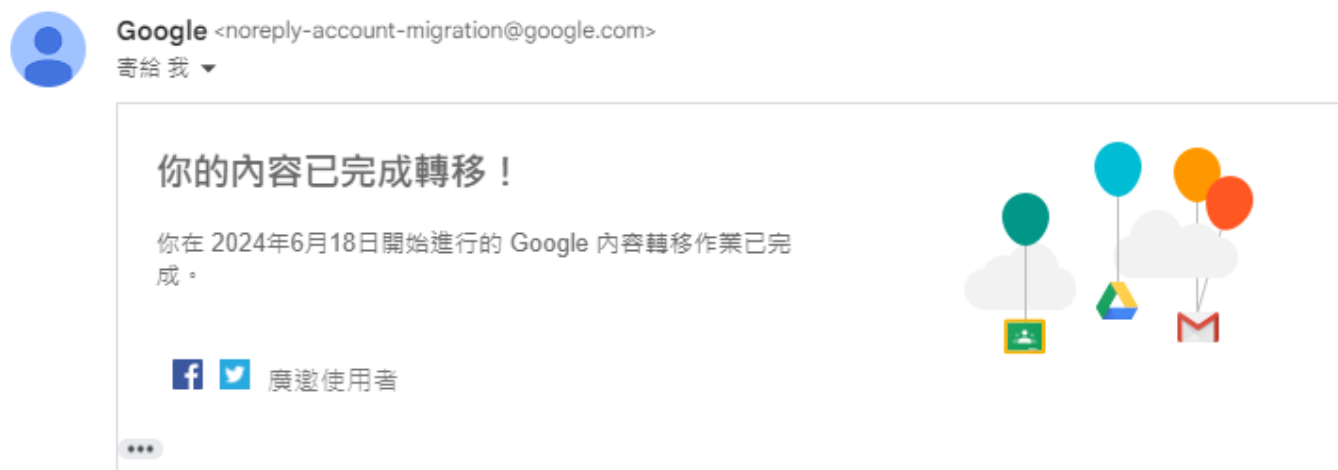 Google <noreply-account-migration@google.com>
寄給 我
你的內容已完成轉移！
你在 2024年6月18日開始進行的 Google 內容轉移作業已完
成。
廣邀使用者